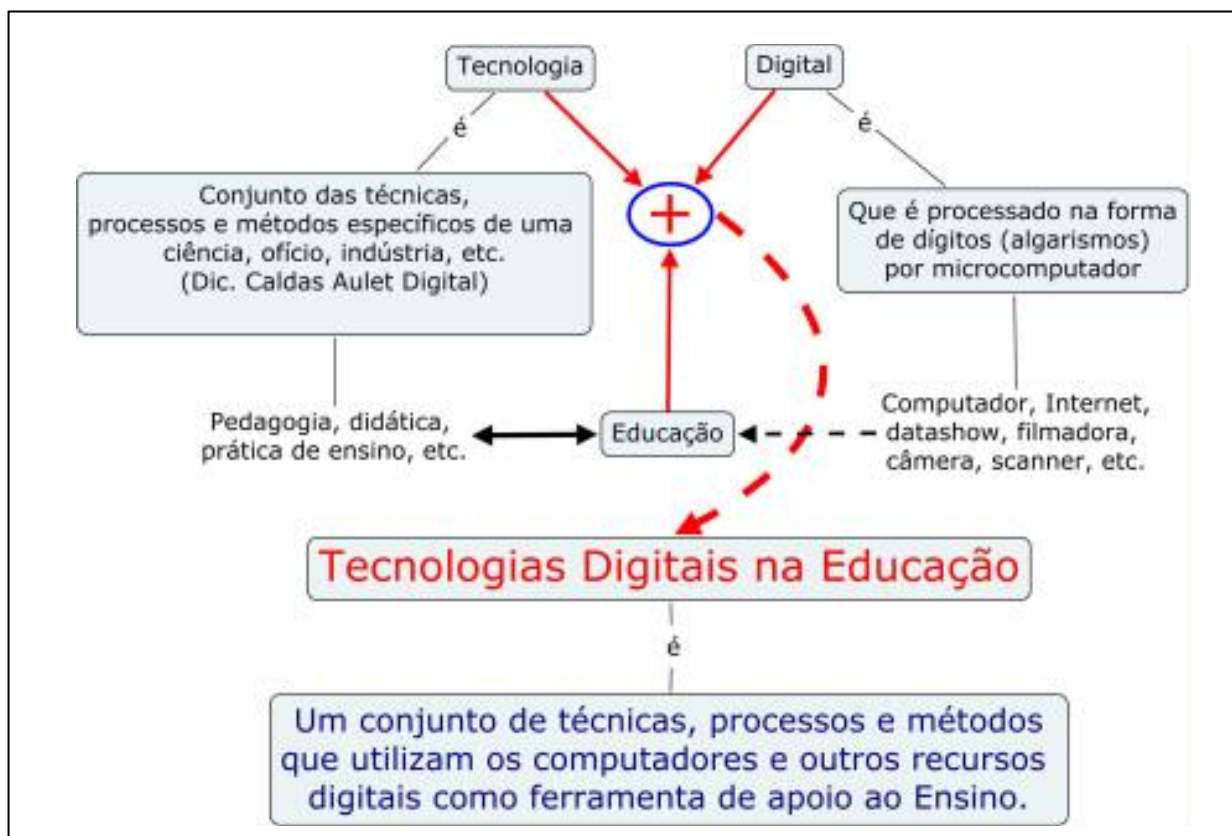 Tecnologia
Digital
é
é
Conjunto das técnicas,
processos e métodos específicos de uma
ciência, ofício, indústria, etc.
(Dic. Caldas Aulet Digital)
+
Que é processado na forma
de dígitos (algarismos)
por microcomputador
Pedagogia, didática,
prática de ensino, etc.
Educação
Computador, Internet,
datashow, filmadora,
câmera, scanner, etc.
Tecnologias Digitais na Educação
é
Um conjunto de técnicas, processos e métodos
que utilizam os computadores e outros recursos
digitais como ferramenta de apoio ao Ensino.